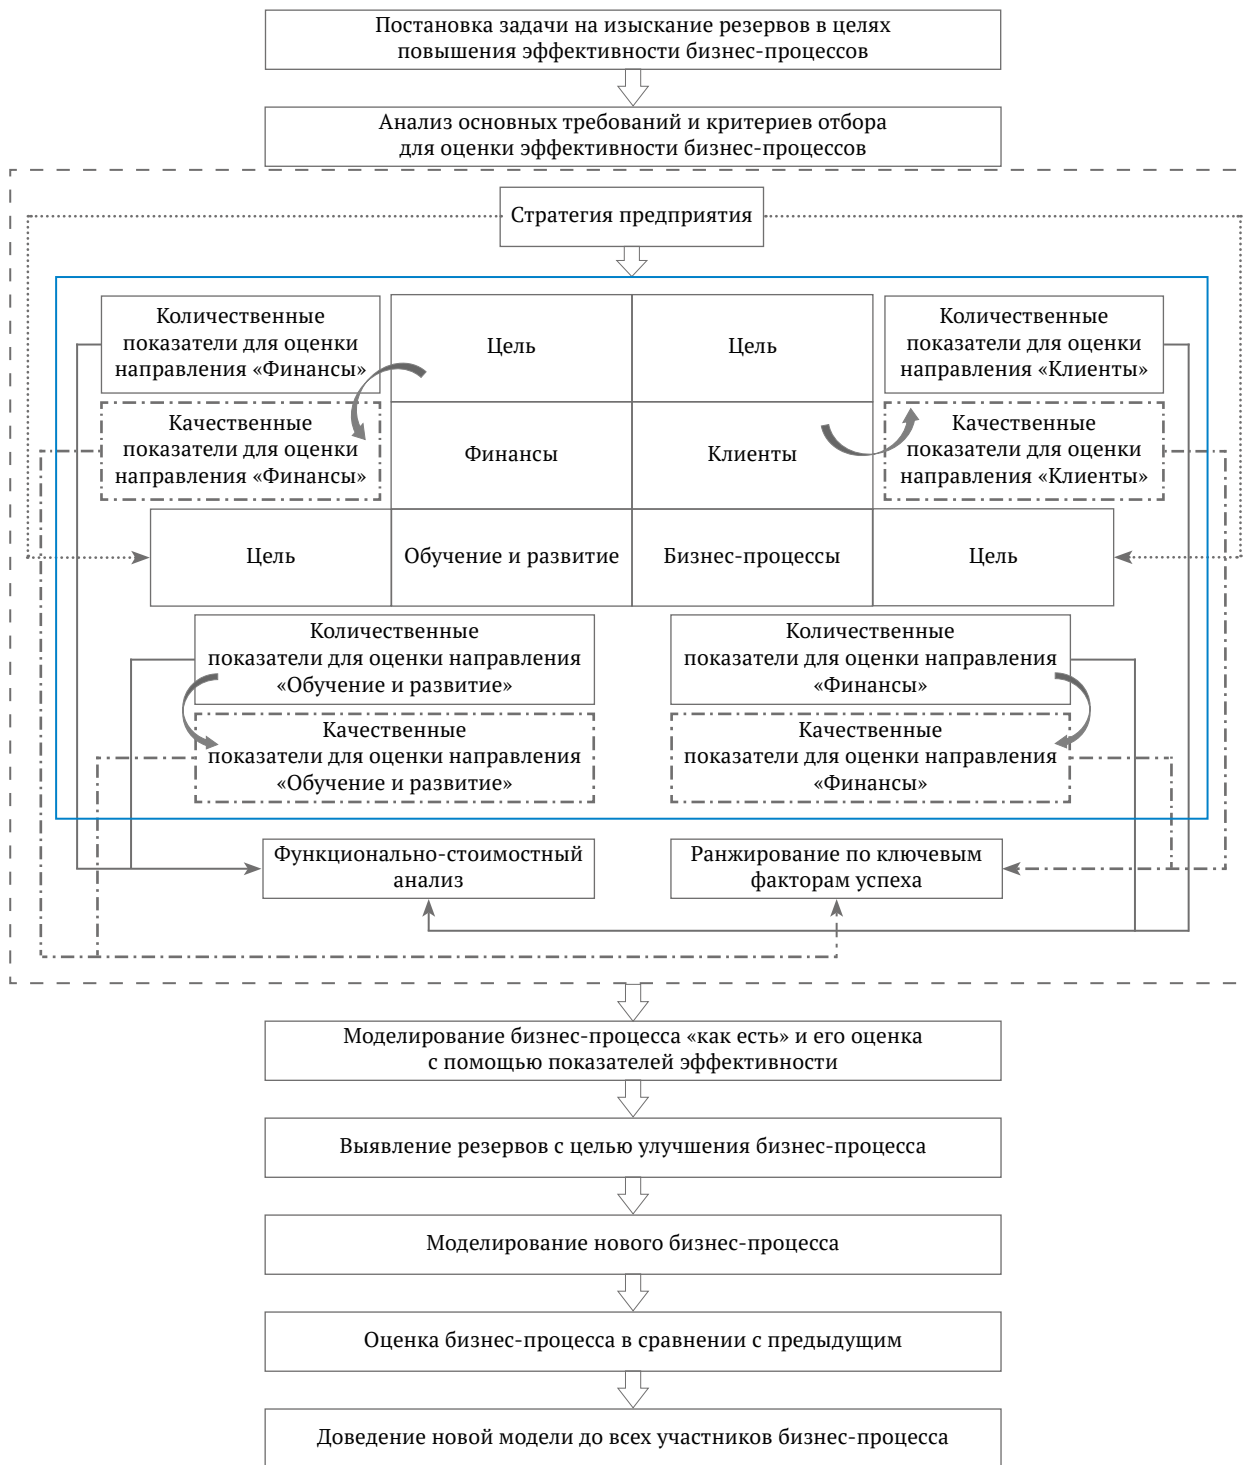 Постановка задачи на изыскание резервов в целях
повышения эффективности бизнес-процессов
Анализ основных требований и критериев отбора
для оценки эффективности бизнес-процессов
Стратегия предприятия
Количественные
показатели для оценки
направления «Финансы»
Цель
Цель
Количественные
показатели для оценки
направления «Клиенты»
Качественные
показатели для оценки
направления «Финансы»
Финансы
Клиенты
Качественные
показатели для оценки
направления «Клиенты»
Цель
Обучение и развитие
Бизнес-процессы
Цель
Количественные
показатели для оценки направления
«Обучение и развитие»
Количественные
показатели для оценки направления
«Финансы»
Качественные
показатели для оценки направления
«Обучение и развитие»
Качественные
показатели для оценки направления
«Финансы»
Функционально-стоимостный
анализ
Ранжирование по ключевым
факторам успеха
Моделирование бизнес-процесса «как есть» и его оценка
с помощью показателей эффективности
Выявление резервов с целью улучшения бизнес-процесса
Моделирование нового бизнес-процесса
Оценка бизнес-процесса в сравнении с предыдущим
Доведение новой модели до всех участников бизнес-процесса